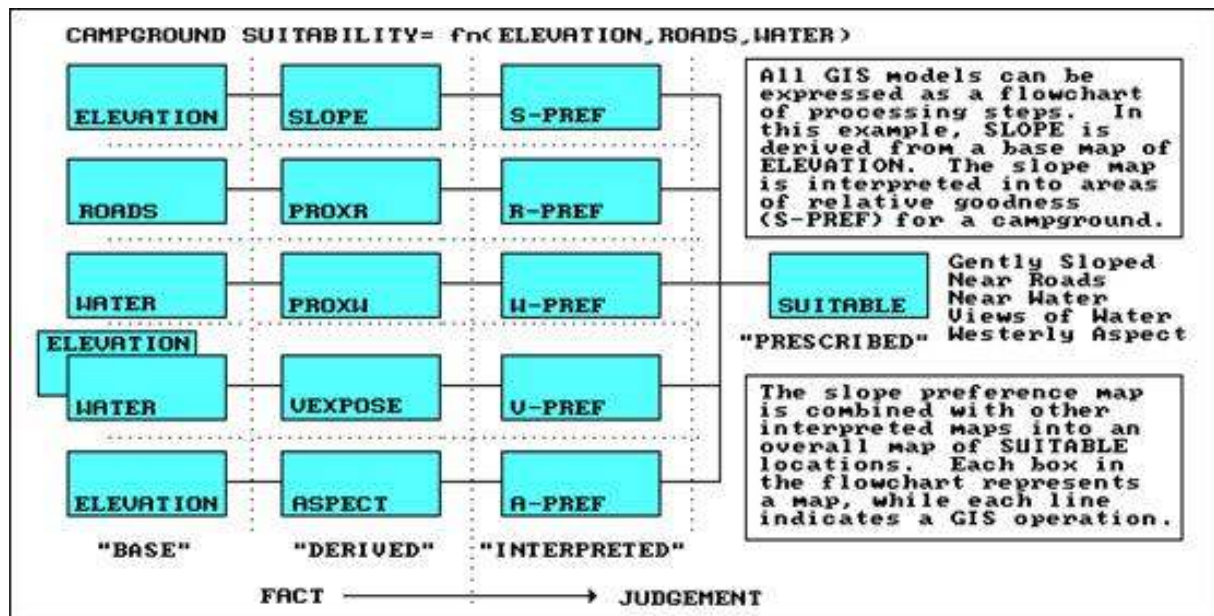 CAMPGROUND SUITABILITY= fn(ELEVATION,ROADS,WATER)
ELEVATION
SLOPE
S-PREF
All GIS models can be
expressed as a flowchart
of processing steps. In
this example, SLOPE is
derived from a base map of
ELEVATION. The slope map
is interpreted into areas
of relative goodness
(S-PREF) for a campground.
ROADS
PROXR
R-PREF
WATER
PROXW
W-PREF
SUITABLE
"PRESCRIBED"
Gently Sloped
Near Roads
Near Water
Views of Water
Westerly Aspect
ELEVATION
WATER
VEXPOSE
V-PREF
The slope preference map
is combined with other
interpreted maps into an
overall map of SUITABLE
locations. Each box in
the flowchart represents
a map, while each line
indicates a GIS operation.
ELEVATION
ASPECT
A-PREF
"BASE"
"DERIVED"
"INTERPRETED"
FACT
JUDGEMENT